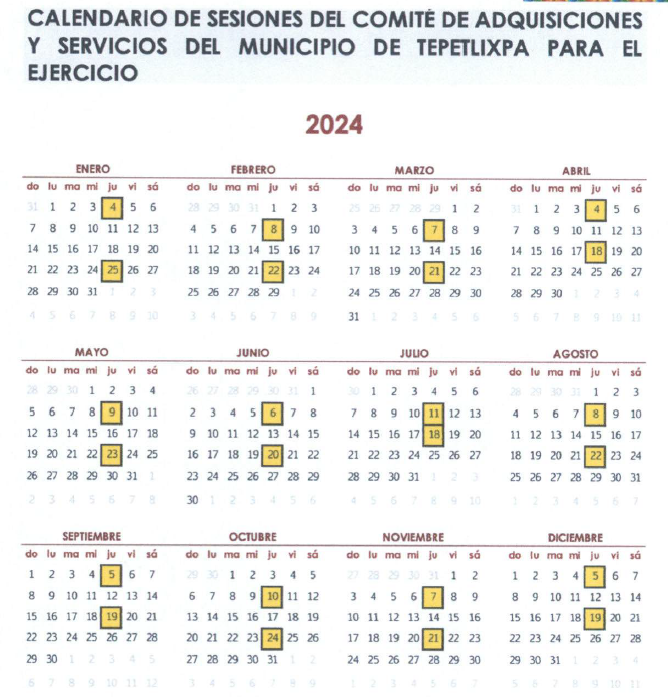 CALENDARIO DE SESIONES DEL COMITÉ DE ADQUISICIONES
Y SERVICIOS DEL MUNICIPIO DE TEPETLIXPA PARA EL
EJERCICIO
2024
ENERO FEBRERO MARZO ABRIL
do lu ma mi ju vi sá do lu ma mi ju vi sá do lu ma mi ju vi sá do lu ma mi ju vi sá
31 1 2 3 4 5 6 28 29 30 31 1 2 3 25 26 27 28 29 1 2 31 1 2 3 4 5 6
7 8 9 10 11 12 13 4 5 6 7 8 9 10 3 4 5 6 7 8 9 7 8 9 10 11 12 13
14 15 16 17 18 19 20 11 12 13 14 15 16 17 10 11 12 13 14 15 16 14 15 16 17 18 19 20
21 22 23 24 25 26 27 18 19 20 21 22 23 24 17 18 19 20 21 22 23 21 22 23 24 25 26 27
28 29 30 31 1 2 3 25 26 27 28 29 1 2 24 25 26 27 28 29 30 28 29 30 1 2 3 4
4 5 6 7 8 9 10 3 4 5 6 7 8 9 31 1 2 3 4 5 6 5 6 7 8 9 10 11
MAYO JUNIO JULIO AGOSTO
do lu ma mi ju vi sá do lu ma mi ju vi sá do lu ma mi ju vi sá do lu ma mi ju vi sá
28 29 30 1 2 3 4 26 27 28 29 30 31 1 30 1 2 3 4 5 6 28 29 30 31 1 2 3
5 6 7 8 9 10 11 2 3 4 5 6 7 8 7 8 9 10 11 12 13 4 5 6 7 8 9 10
12 13 14 15 16 17 18 9 10 11 12 13 14 15 14 15 16 17 18 19 20 11 12 13 14 15 16 17
19 20 21 22 23 24 25 16 17 18 19 20 21 22 21 22 23 24 25 26 27 18 19 20 21 22 23 24
26 27 28 29 30 31 1 23 24 25 26 27 28 29 28 29 30 31 1 2 3 25 26 27 28 29 30 31
2 3 4 5 6 7 8 30 1 2 3 4 5 6 4 5 6 7 8 9 10 1 2 3 4 5 6 7
SEPTIEMBRE OCTUBRE NOVIEMBRE DICIEMBRE
do lu ma mi ju vi sá do lu ma mi ju vi sá do lu ma mi ju vi sá do lu ma mi ju vi sá
1 2 3 4 5 6 7 29 30 1 2 3 4 5 27 28 29 30 31 1 2 1 2 3 4 5 6 7
8 9 10 11 12 13 14 6 7 8 9 10 11 12 3 4 5 6 7 8 9 8 9 10 11 12 13 14
15 16 17 18 19 20 21 13 14 15 16 17 18 19 10 11 12 13 14 15 16 15 16 17 18 19 20 21
22 23 24 25 26 27 28 20 21 22 23 24 25 26 17 18 19 20 21 22 23 22 23 24 25 26 27 28
29 30 1 2 3 4 5 27 28 29 30 31 1 2 24 25 26 27 28 29 30 29 30 31 1 2 3 4
6 7 8 9 10 11 12 3 4 5 6 7 8 9 1 2 3 4 5 6 7 5 6 7 8 9 10 11